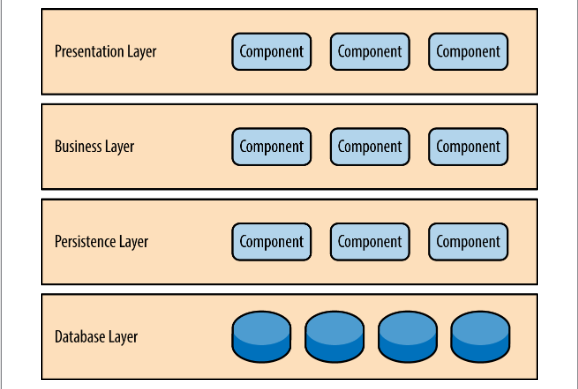 Presentation Layer Component Component Component
Business Layer Component Component Component
Persistence Layer Component Component Component
Database Layer